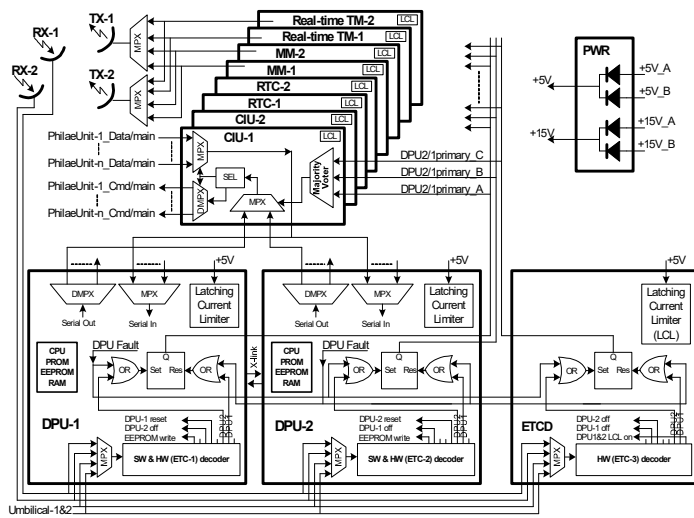 RX-1
RX-2
TX-1
TX-2
MPX
MPX
Real-time TM-2
LCL
Real-time TM-1
LCL
MM-2
LCL
MM-1
LCL
RTC-2
LCL
RTC-1
LCL
CIU-2
LCL
CIU-1
LCL
PWR
+5V
+5V_A
+5V_B
+15V
+15V_A
+15V_B
PhilaeUnit-1_Data/main
PhilaeUnit-n_Data/main
PhilaeUnit-1_Cmd/main
PhilaeUnit-n_Cmd/main
MPX
SEL
DMPX
MPX
Majority
Voter
DPU2/1primary_C
DPU2/1primary_B
DPU2/1primary_A
+5V
DMPX
MPX
Serial Out
Serial In
Latching
Current
Limiter
DPU Fault
CPU
PROM
EEPROM
RAM
OR
Q
Set
Res
OR
X-link
DPU-1
DPU-1 reset
DPU-2 off
EEPROM write
DPU2
DPU1
MPX
SW & HW (ETC-1) decoder
+5V
DMPX
MPX
Serial Out
Serial In
Latching
Current
Limiter
DPU Fault
CPU
PROM
EEPROM
RAM
OR
Q
Set
Res
OR
DPU-2
DPU-2 reset
DPU-1 off
EEPROM write
DPU2
DPU1
MPX
SW & HW (ETC-2) decoder
+5V
Latching
Current
Limiter
(LCL)
OR
Q
Set
Res
OR
ETCD
DPU-2 off
DPU-1 off
DPU1&2 LCL on
DPU2
DPU1
MPX
HW (ETC-3) decoder
Umbilical-1&2